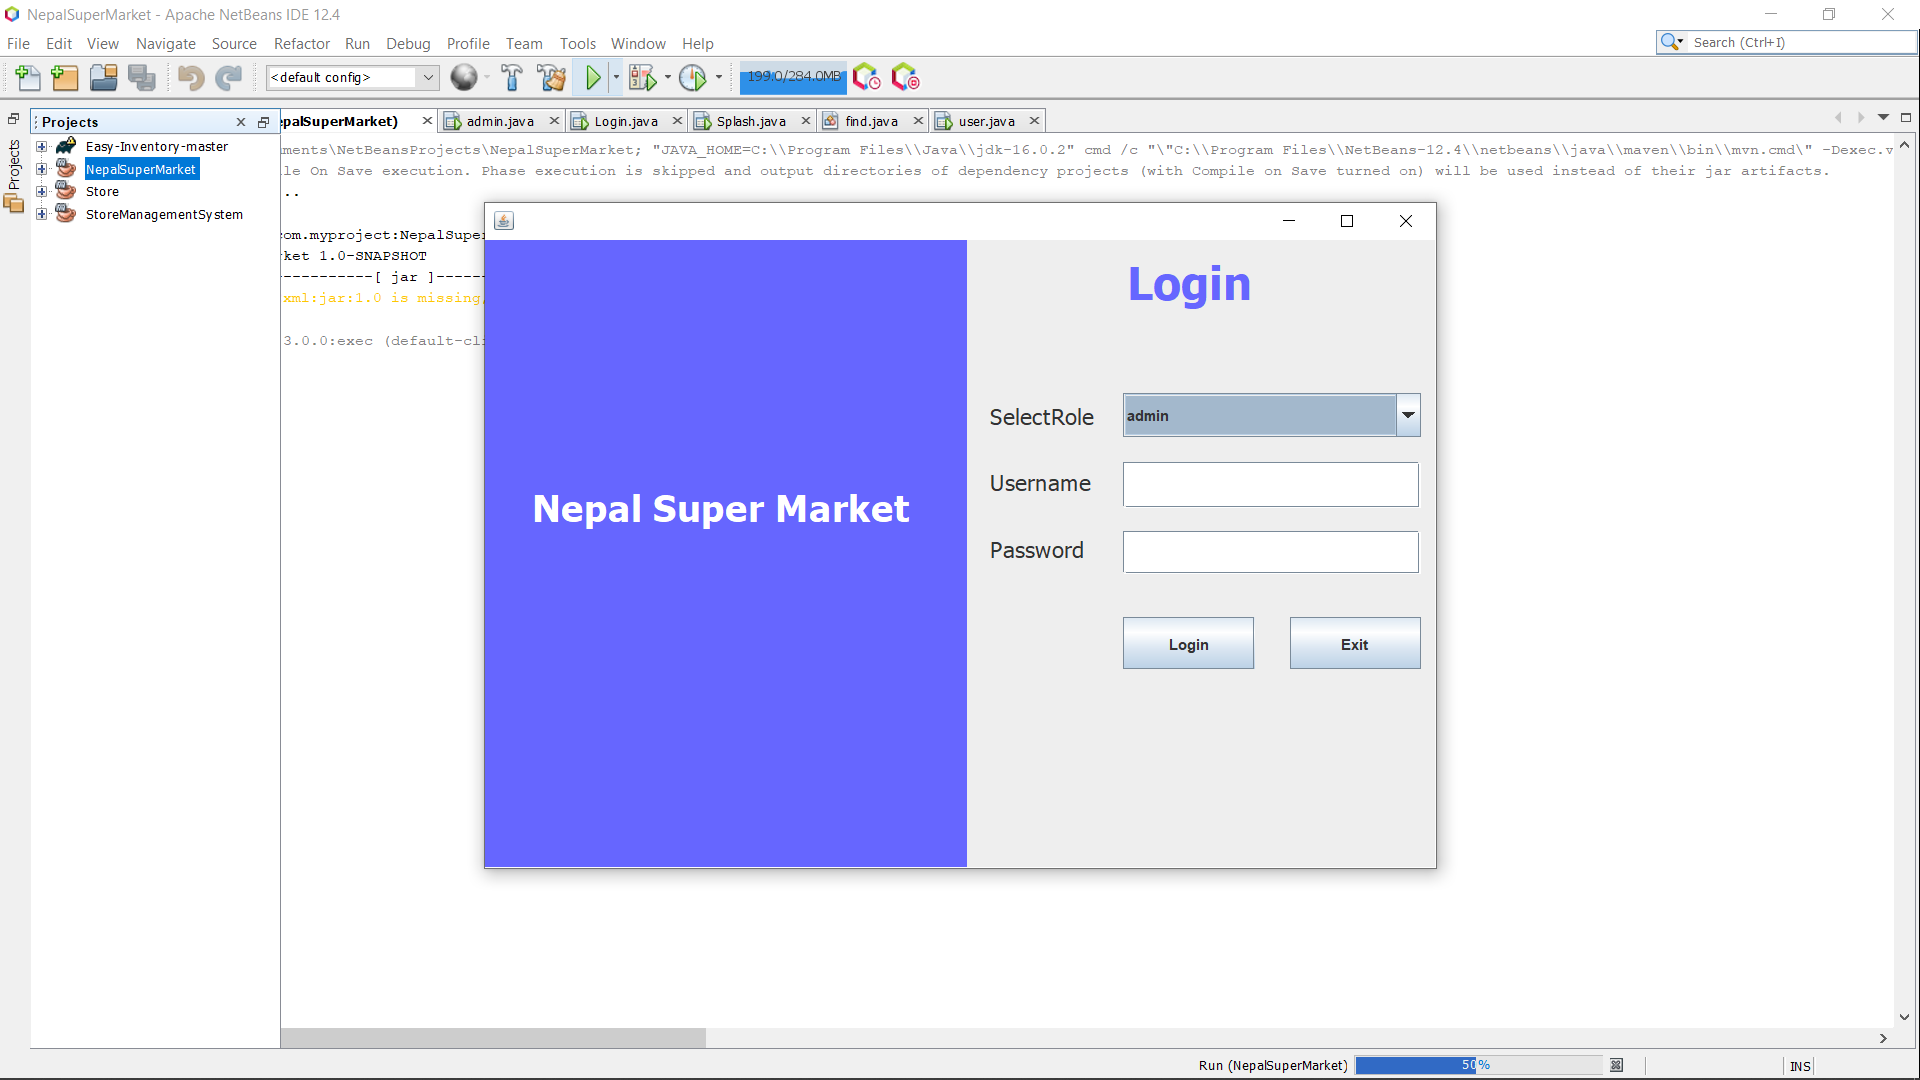 NepalSuperMarket - Apache NetBeans IDE 12.4
File Edit View Navigate Source Refactor Run Debug Profile Team Tools Window Help
Search (Ctrl+I)
<default config>
199.0/284.0MB
Projects
Projects
epalSuperMarket)
admin.java
Login.java
Splash.java
find.java
user.java
Easy-Inventory-master
NepalSuperMarket
Store
StoreManagementSystem
ments\NetBeansProjects\NepalSuperMarket; "JAVA_HOME=C:\\Program Files\\Java\\jdk-16.0.2" cmd /c "\"C:\\Program Files\\NetBeans-12.4\\netbeans\\java\\maven\\bin\\mvn.cmd\" -Dexec.v
le On Save execution. Phase execution is skipped and output directories of dependency projects (with Compile on Save turned on) will be used instead of their jar artifacts.
..
com.myproject:NepalSuper
ket 1.0-SNAPSHOT
-----------[ jar ]------
xml:jar:1.0 is missing,
3.0.0:exec (default-cl
Login
Nepal Super Market
SelectRole
admin
Username
Password
Login
Exit
Run (NepalSuperMarket)
50%
INS